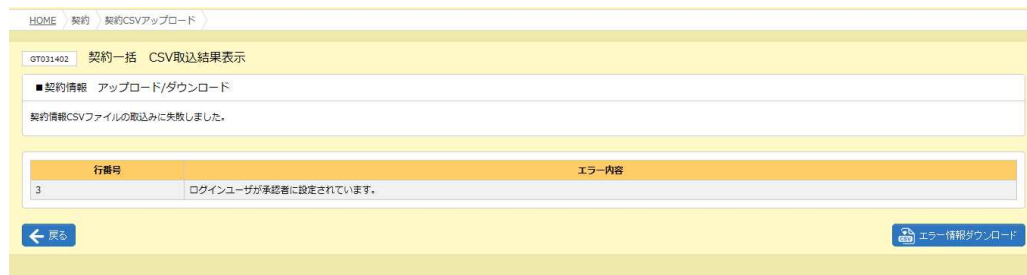 HOME 契約 契約CSVアップロード
GT031402 契約一括 CSV取込結果表示
■契約情報 アップロード/ダウンロード
契約情報CSVファイルの取込みに失敗しました。
行番号 エラー内容
3 ログインユーザが承認者に設定されています。
戻る CSV エラー情報ダウンロード